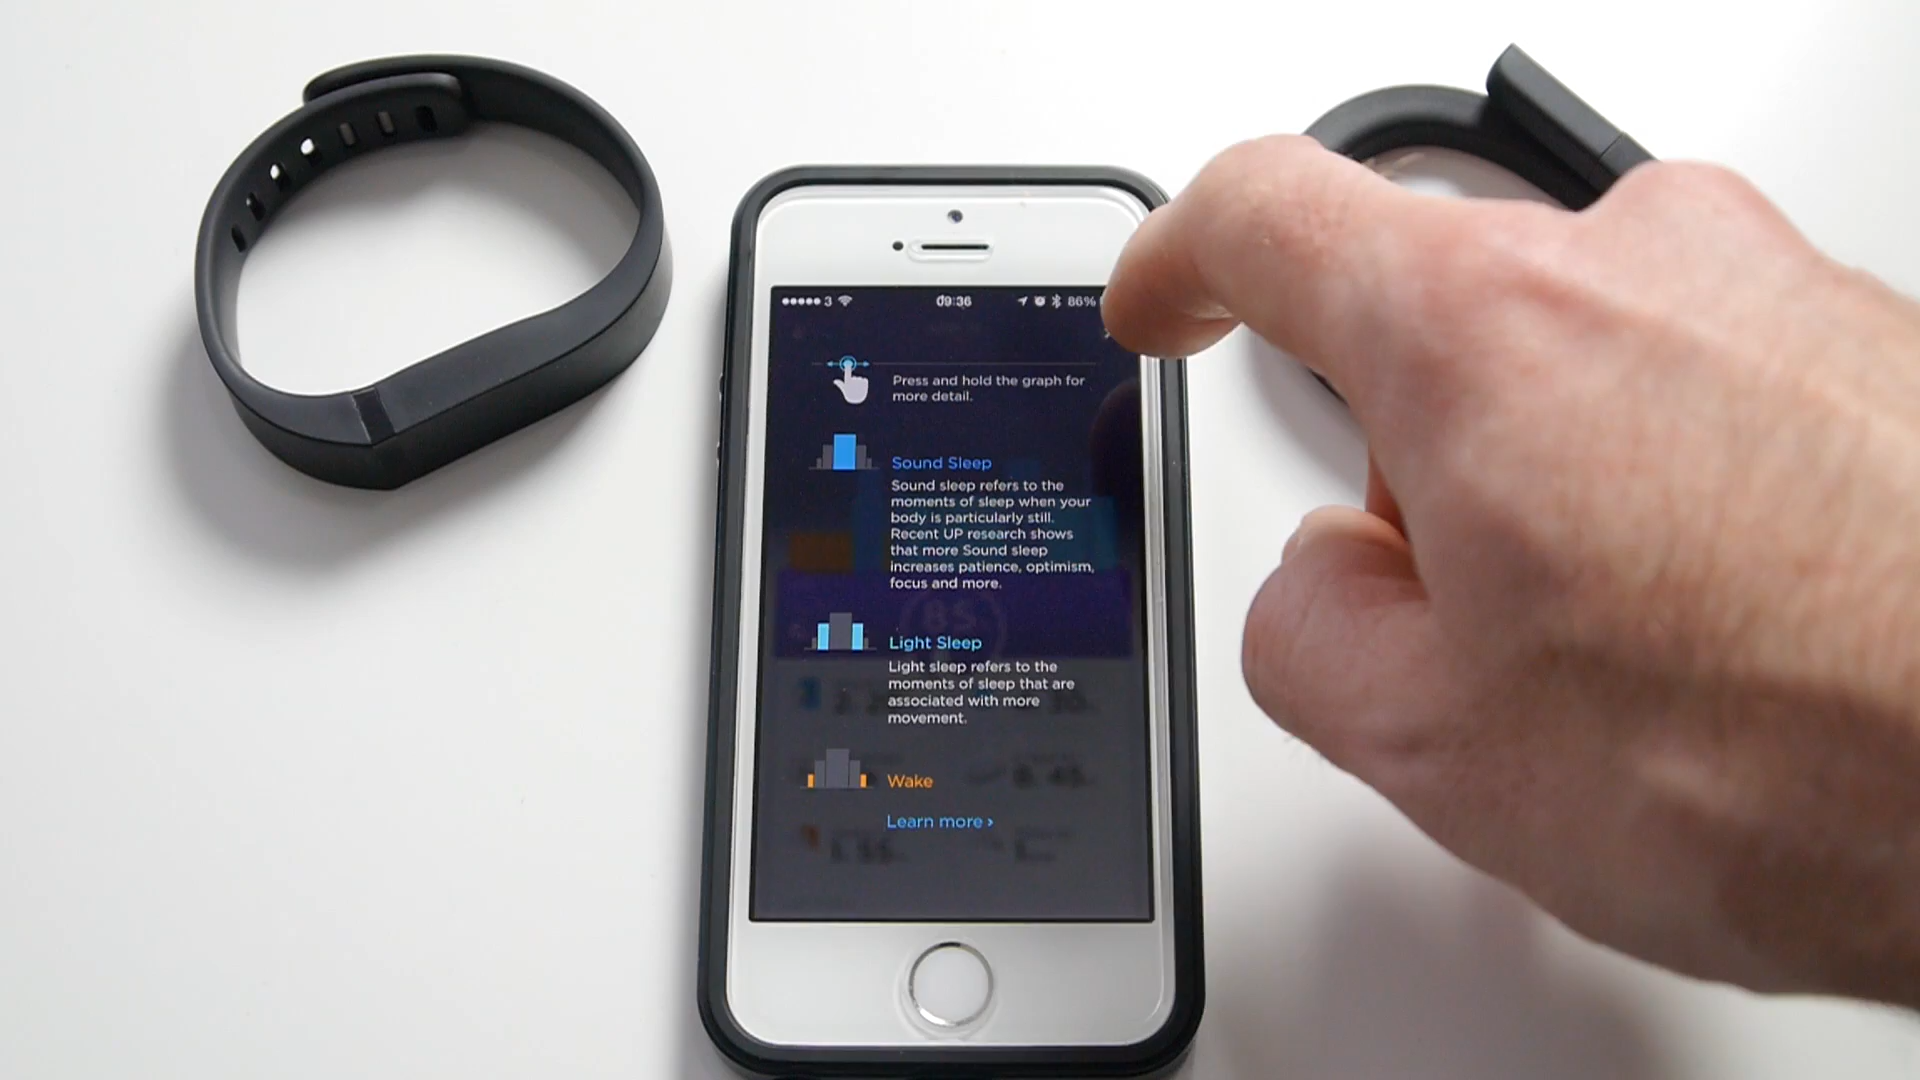 3 09:36 86%
Press and hold the graph for
more detail.
Sound Sleep
Sound sleep refers to the
moments of sleep when your
body is particularly still.
Recent UP research shows
that more Sound sleep
increases patience, optimism,
focus and more.
Light Sleep
Light sleep refers to the
moments of sleep that are
associated with more
movement.
Wake
Learn more ›